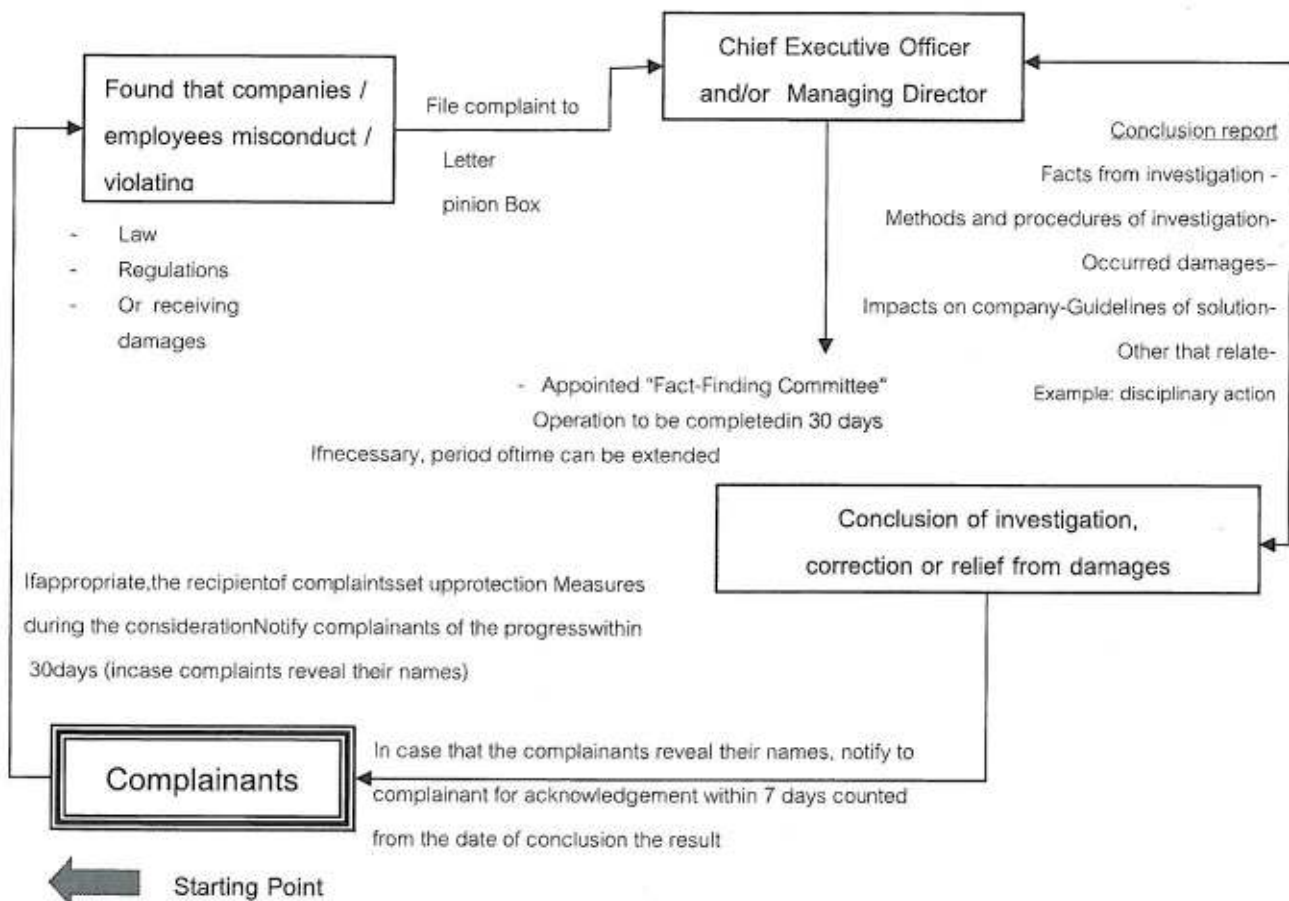 Found that companies /
employees misconduct /
violating
- Law
- Regulations
- Or receiving
damages
File complaint to
Letter
pinion Box
Chief Executive Officer
and/or Managing Director
Conclusion report
Facts from investigation -
Methods and procedures of investigation-
Occurred damages–
Impacts on company-Guidelines of solution-
Other that relate-
Example: disciplinary action
- Appointed "Fact-Finding Committee"
Operation to be completedin 30 days
Ifnecessary, period oftime can be extended
Conclusion of investigation,
correction or relief from damages
Ifappropriate,the recipientof complaintsset upprotection Measures
during the considerationNotify complainants of the progresswithin
30days (incase complaints reveal their names)
Complainants
In case that the complainants reveal their names, notify to
complainant for acknowledgement within 7 days counted
from the date of conclusion the result
Starting Point